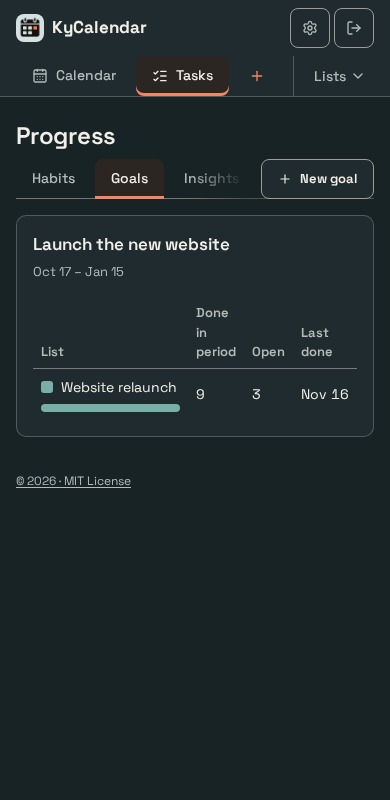 KyCalendar
Calendar
Tasks
Lists
Progress
Habits
Goals
Insights
New goal
Launch the new website
Oct 17 – Jan 15
List
Done in period
Open
Last done
Website relaunch
9
3
Nov 16
© 2026 · MIT License